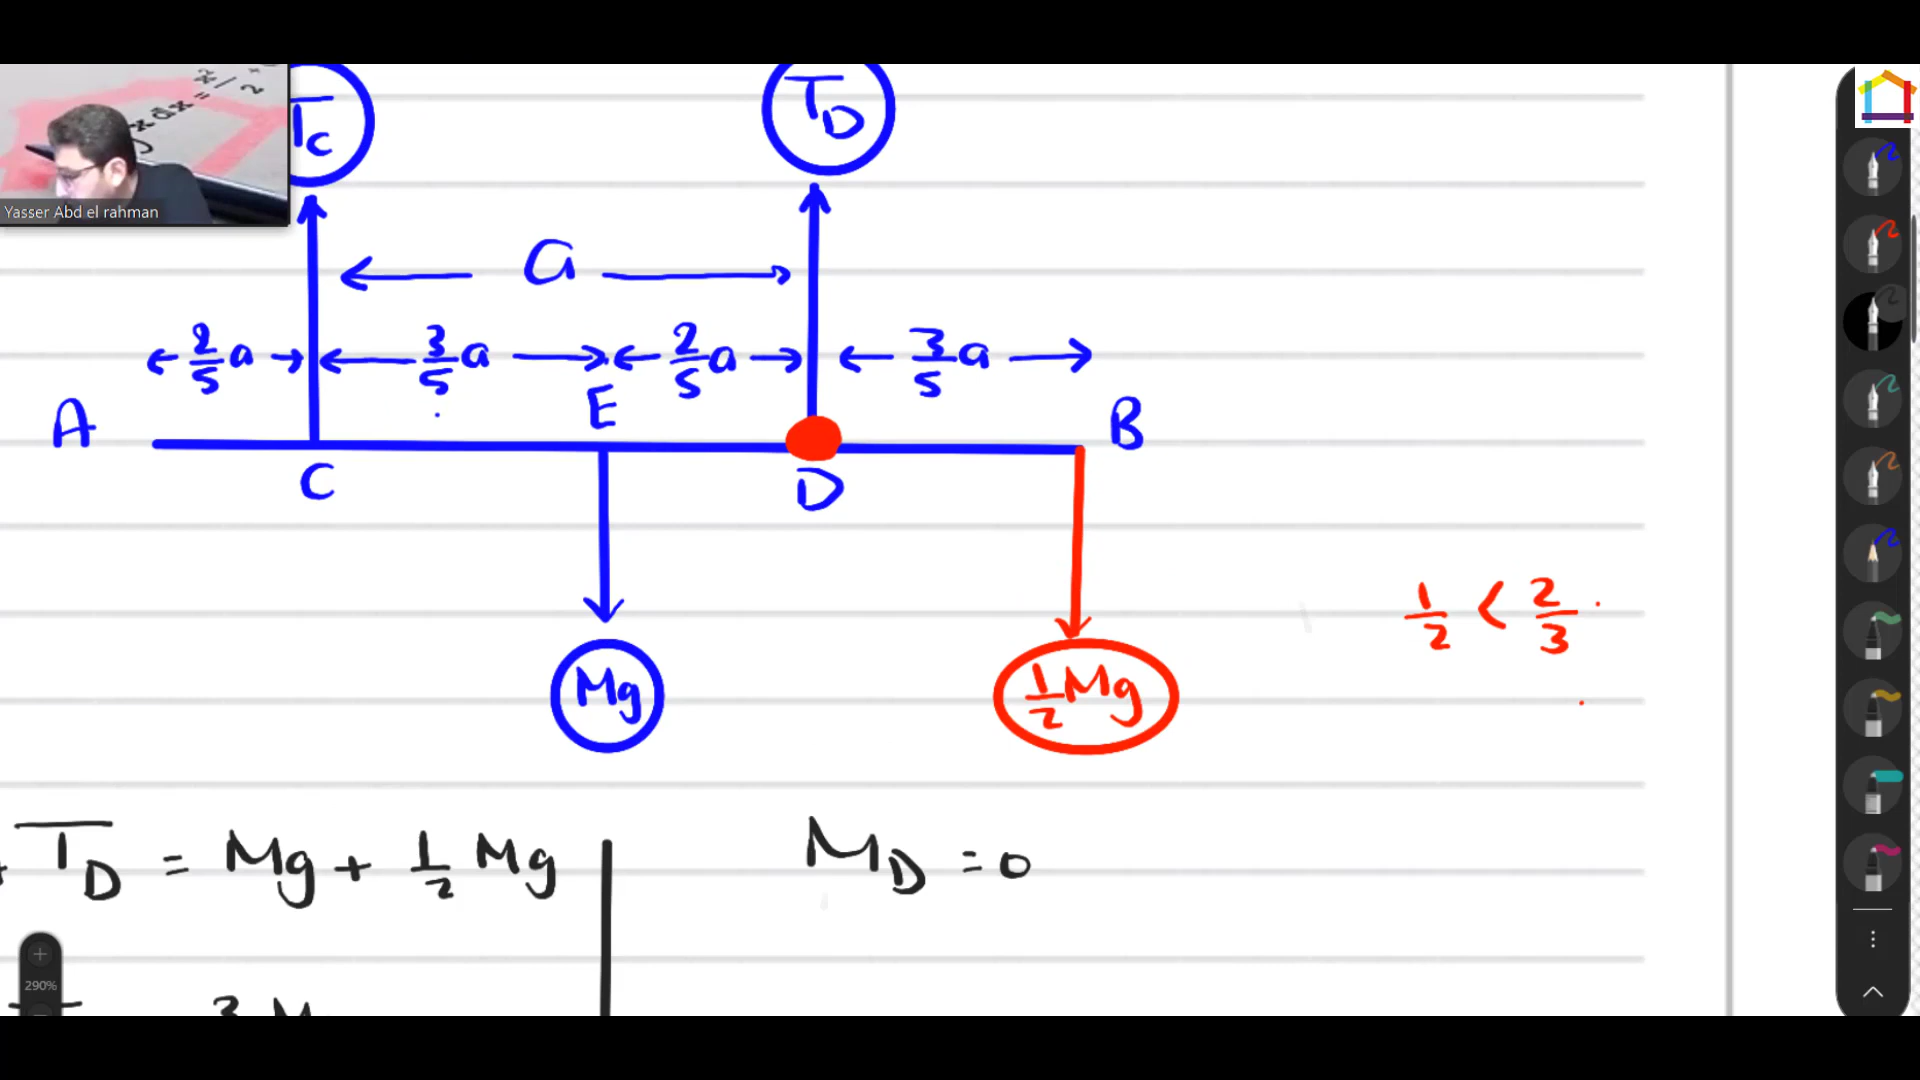 T_C
T_D
Yasser Abd el rahman
a
2/5 a 3/5 a 2/5 a 3/5 a
A E B
C D
1/2 < 2/3
Mg 1/2 Mg
T_D = Mg + 1/2 Mg M_D = 0
290%